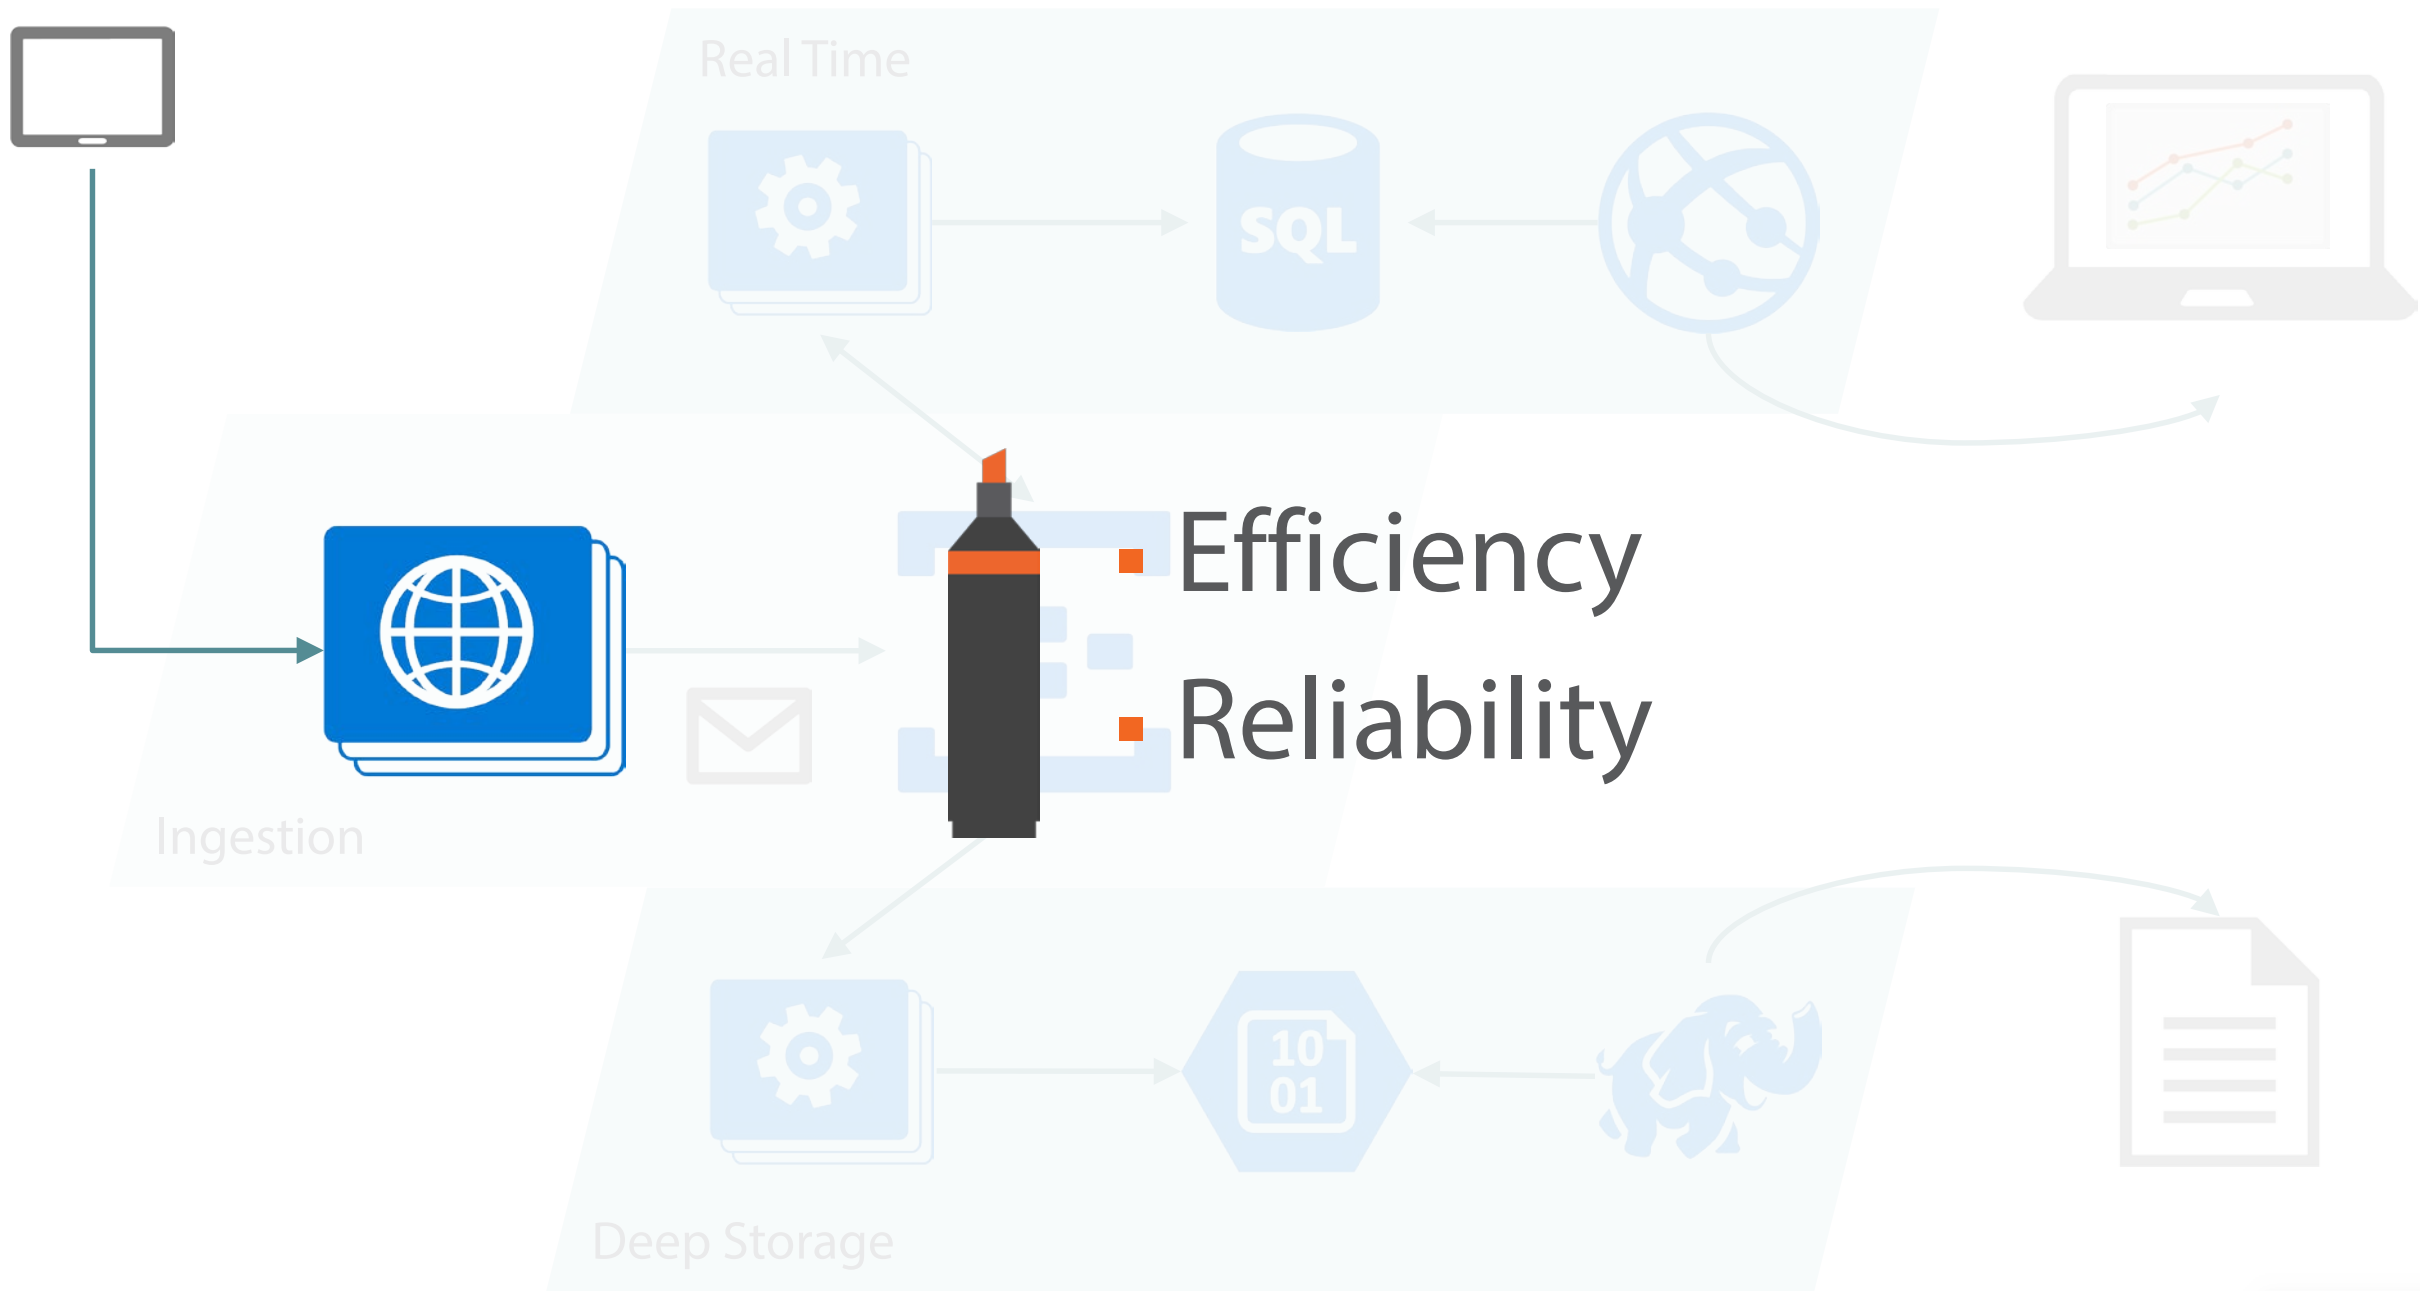 Real Time
SQL
Efficiency
Reliability
Ingestion
10
01
Deep Storage